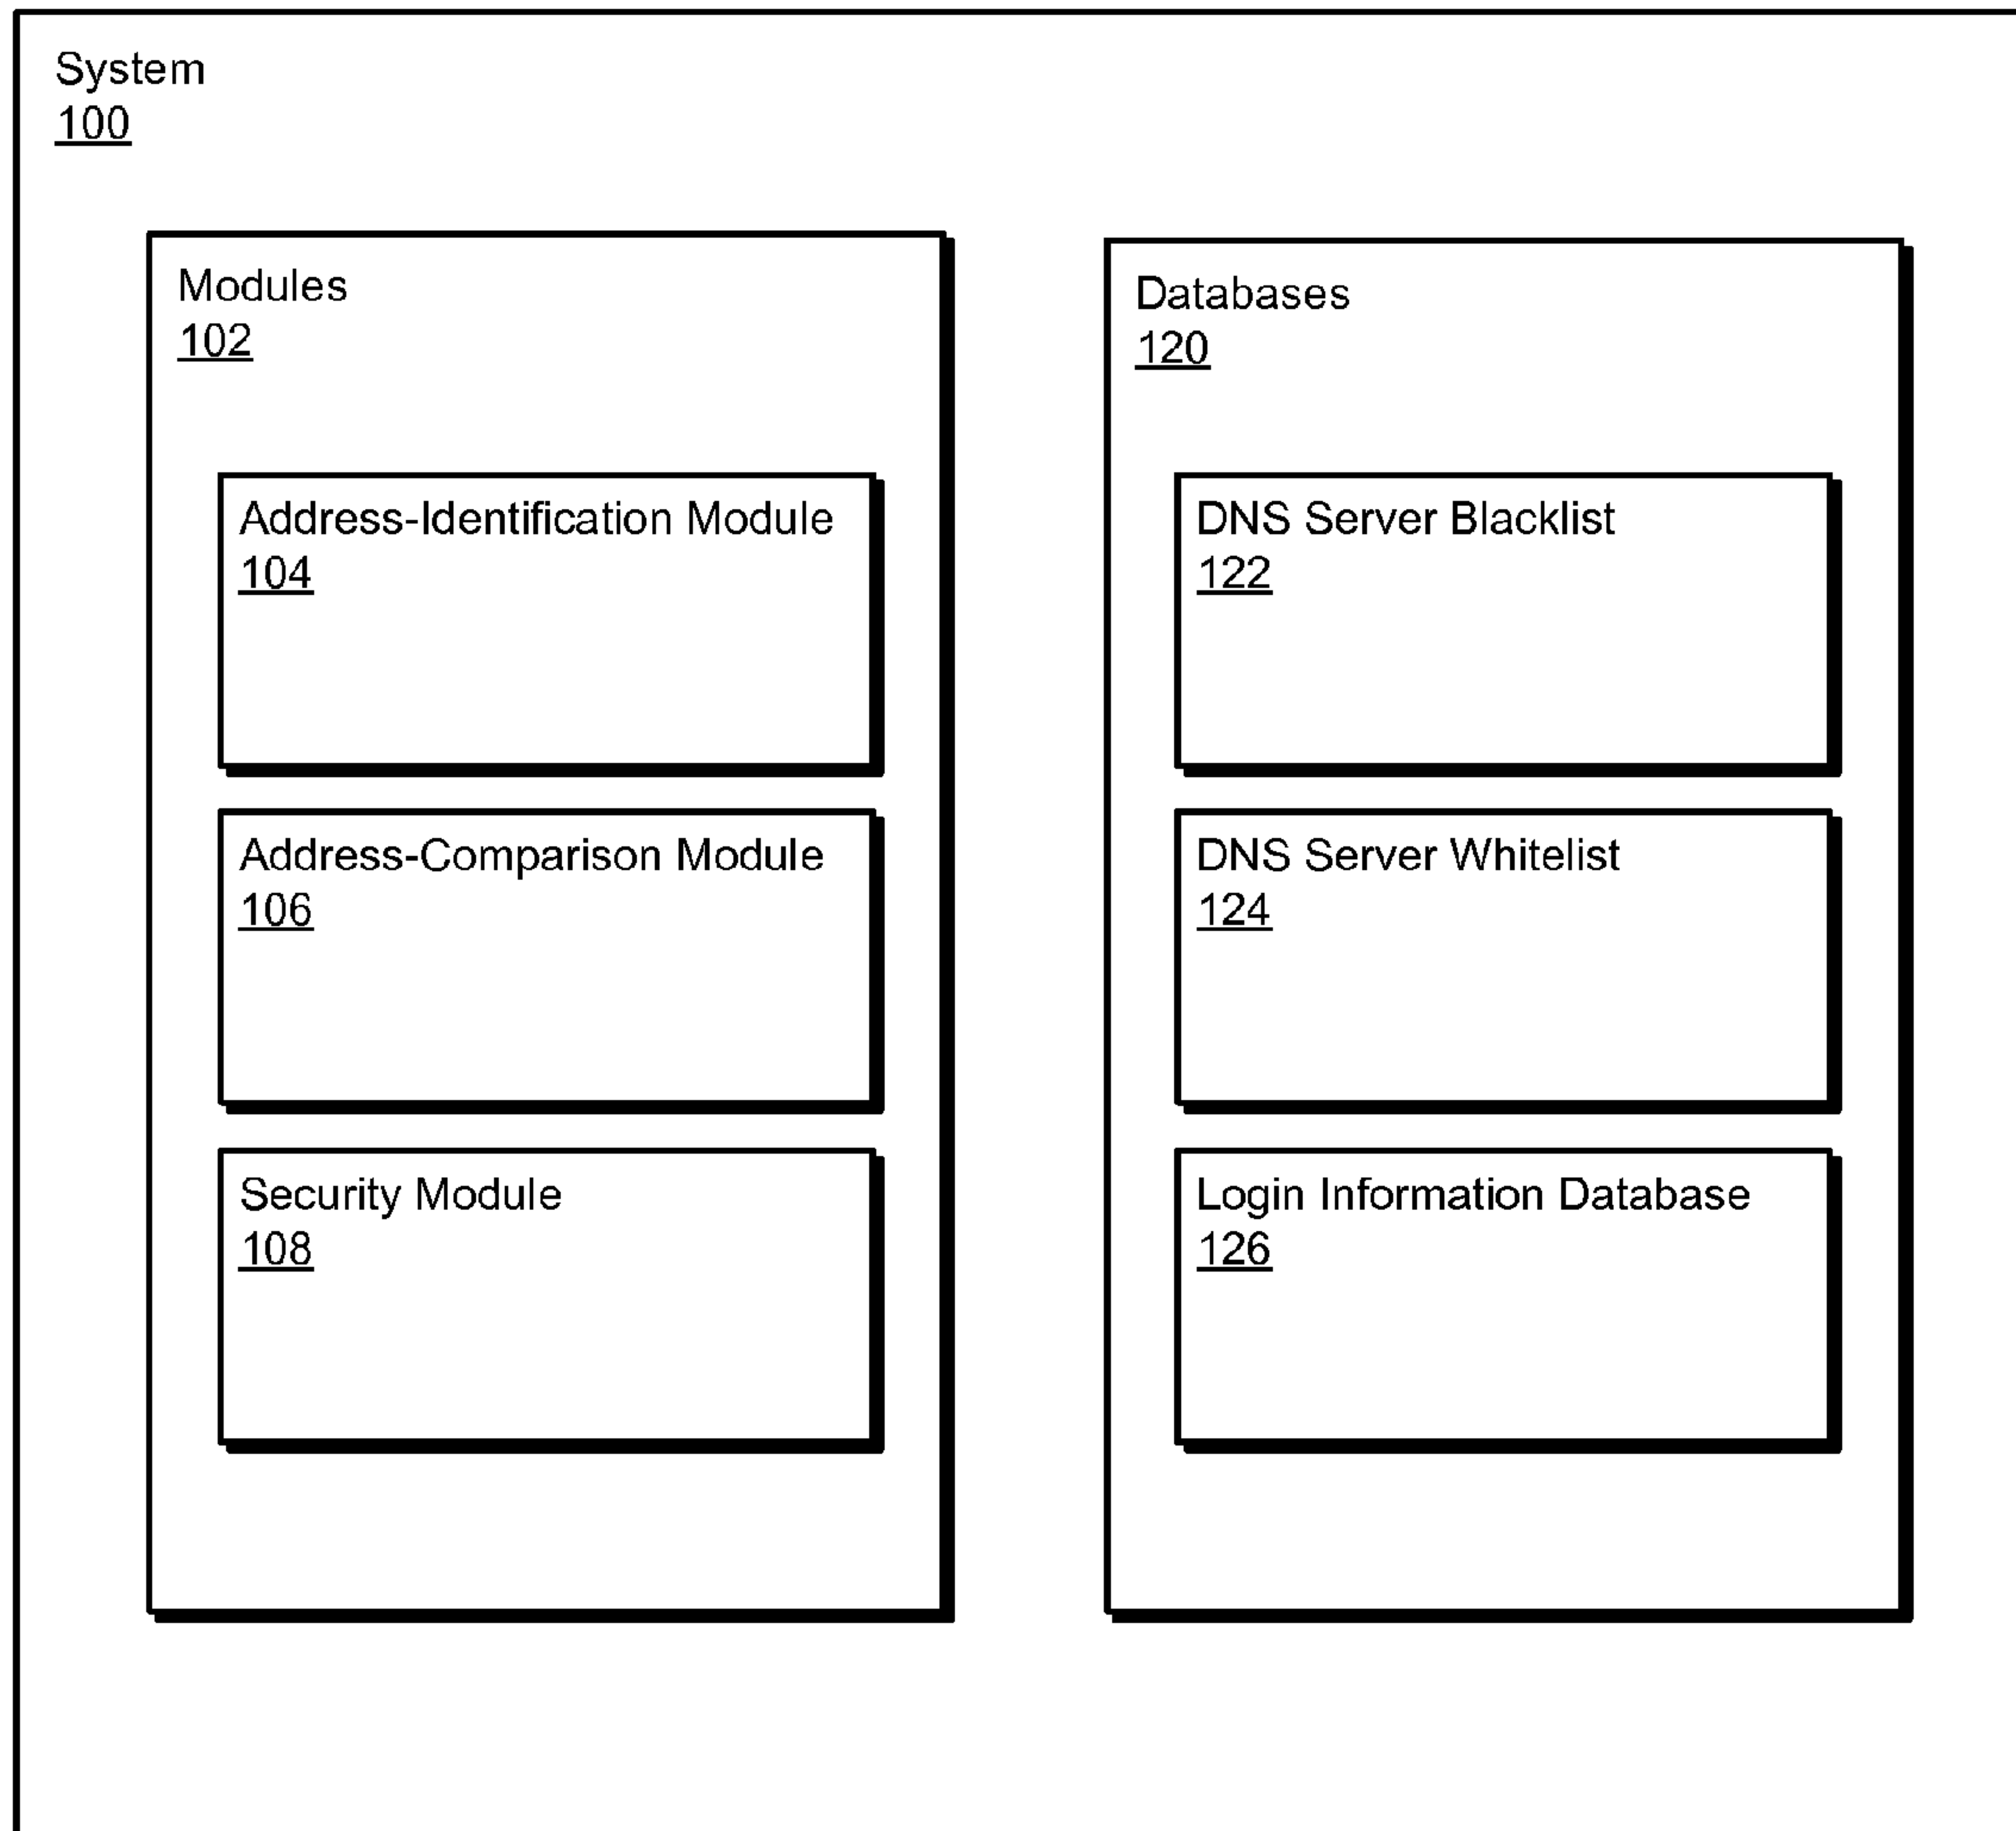 System
100
Modules
102
Address-Identification Module
104
Address-Comparison Module
106
Security Module
108
Databases
120
DNS Server Blacklist
122
DNS Server Whitelist
124
Login Information Database
126